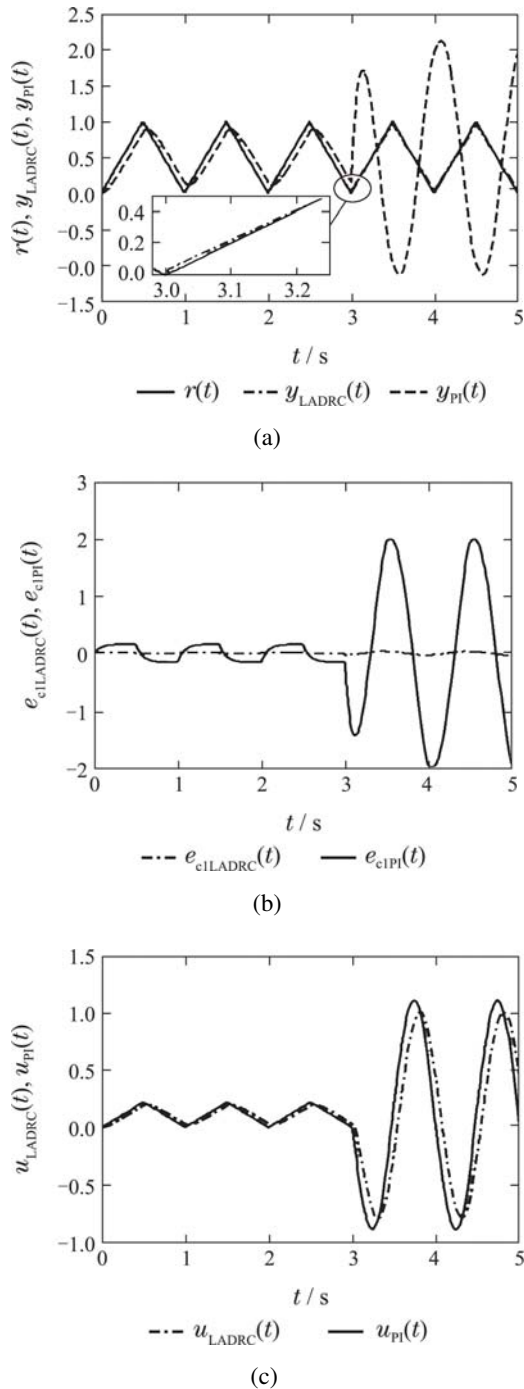 r(t), y_LADRC(t), y_PI(t)
2.5
2.0
1.5
1.0
0.5
0.0
−0.5
−0.0
−1.5
0.4
0.2
0.0
3.0 3.1 3.2
0 1 2 3 4 5
t / s
r(t) y_LADRC(t) y_PI(t)
(a)
e_c1LADRC(t), e_c1PI(t)
3
2
1
0
−1
−2
0 1 2 3 4 5
t / s
e_c1LADRC(t) e_c1PI(t)
(b)
u_LADRC(t), u_PI(t)
1.5
1.0
0.5
0.0
−0.5
−1.0
0 1 2 3 4 5
t / s
u_LADRC(t) u_PI(t)
(c)